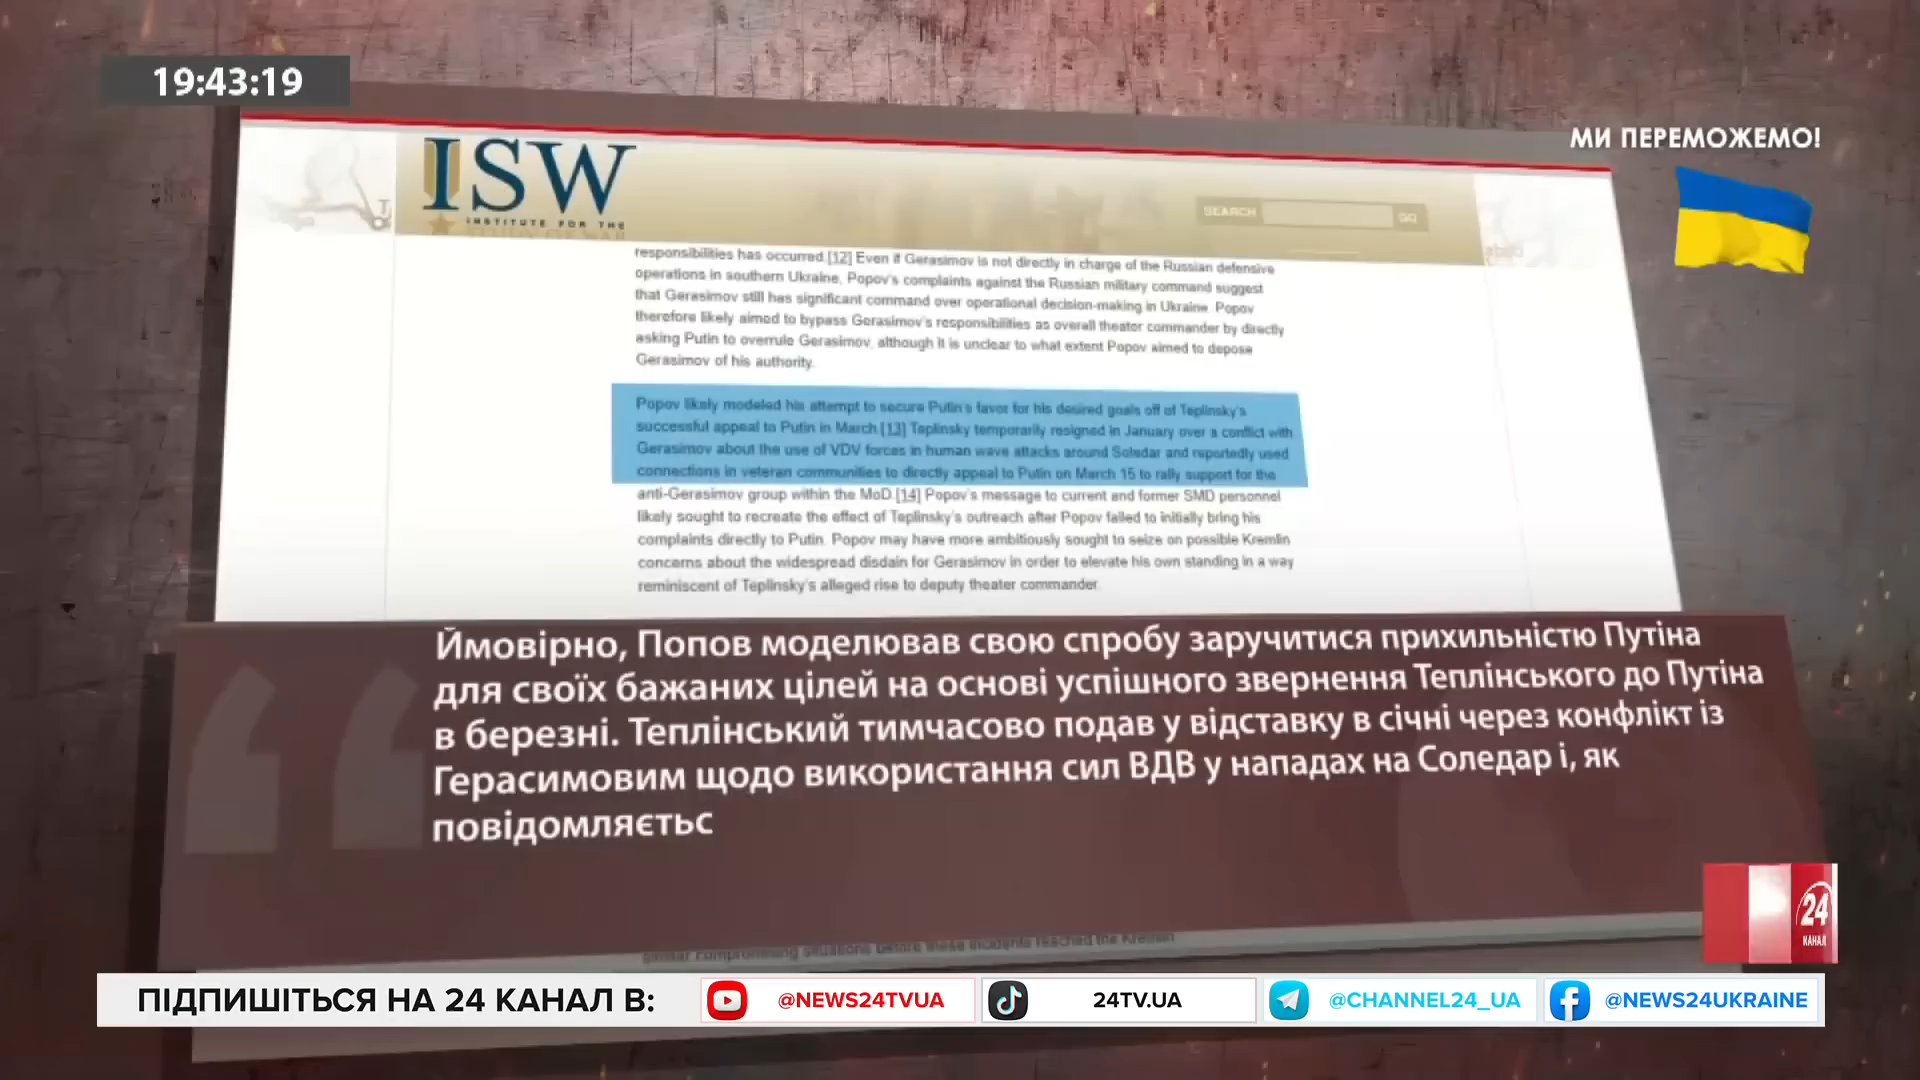 19:43:19
МИ ПЕРЕМОЖЕМО!
ISW
INSTITUTE FOR THE
SEARCH
GO
responsibilities has occurred.[12] Even if Gerasimov is not directly in charge of the Russian defensive
operations in southern Ukraine, Popov's complaints against the Russian military command suggest
that Gerasimov still has significant command over operational decision-making in Ukraine. Popov
therefore likely aimed to bypass Gerasimov's responsibilities as overall theater commander by directly
asking Putin to overrule Gerasimov, although it is unclear to what extent Popov aimed to depose
Gerasimov of his authority.
Popov likely modeled his attempt to secure Putin's favor for his desired goals off of Teplinsky's
successful appeal to Putin in March.[13] Teplinsky temporarily resigned in January over a conflict with
Gerasimov about the use of VDV forces in human wave attacks around Soledar and reportedly used
connections in veteran communities to directly appeal to Putin on March 15 to rally support for the
anti-Gerasimov group within the MoD.[14] Popov's message to current and former SMD personnel
likely sought to recreate the effect of Teplinsky's outreach after Popov failed to initially bring his
complaints directly to Putin. Popov may have more ambitiously sought to seize on possible Kremlin
concerns about the widespread disdain for Gerasimov in order to elevate his own standing in a way
reminiscent of Teplinsky's alleged rise to deputy theater commander.
Ймовірно, Попов моделював свою спробу заручитися прихильністю Путіна
для своїх бажаних цілей на основі успішного звернення Теплінського до Путіна
в березні. Теплінський тимчасово подав у відставку в січні через конфлікт із
Герасимовим щодо використання сил ВДВ у нападах на Соледар і, як
повідомляєтьс
similar compromising situations before these incidents reached the Kremlin
24
КАНАЛ
ПІДПИШІТЬСЯ НА 24 КАНАЛ В:
@NEWS24TVUA
24TV.UA
@CHANNEL24_UA
@NEWS24UKRAINE